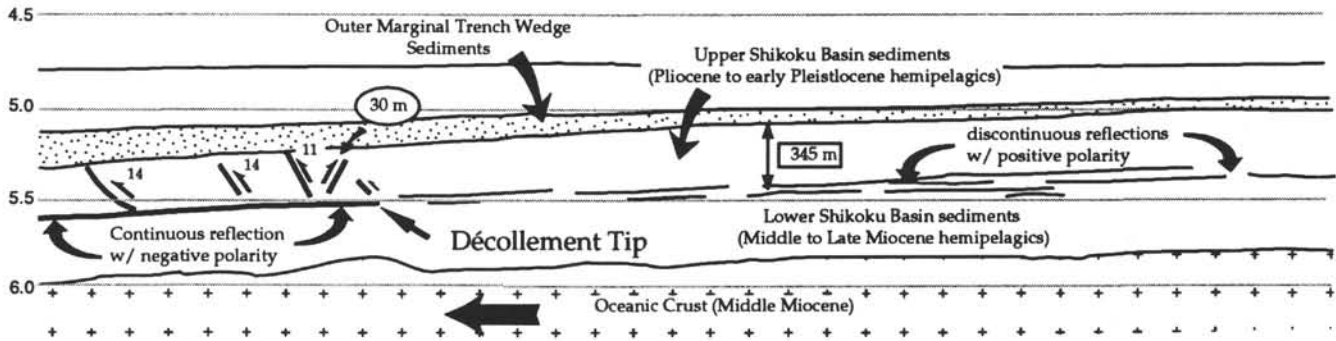 4.5
Outer Marginal Trench Wedge
Sediments
Upper Shikoku Basin sediments
(Pliocene to early Pleistlocene hemipelagics)
5.0
30 m
11
14
14
345 m
discontinuous reflections
w/ positive polarity
5.5
Continuous reflection
w/ negative polarity
Décollement Tip
Lower Shikoku Basin sediments
(Middle to Late Miocene hemipelagics)
6.0
Oceanic Crust (Middle Miocene)